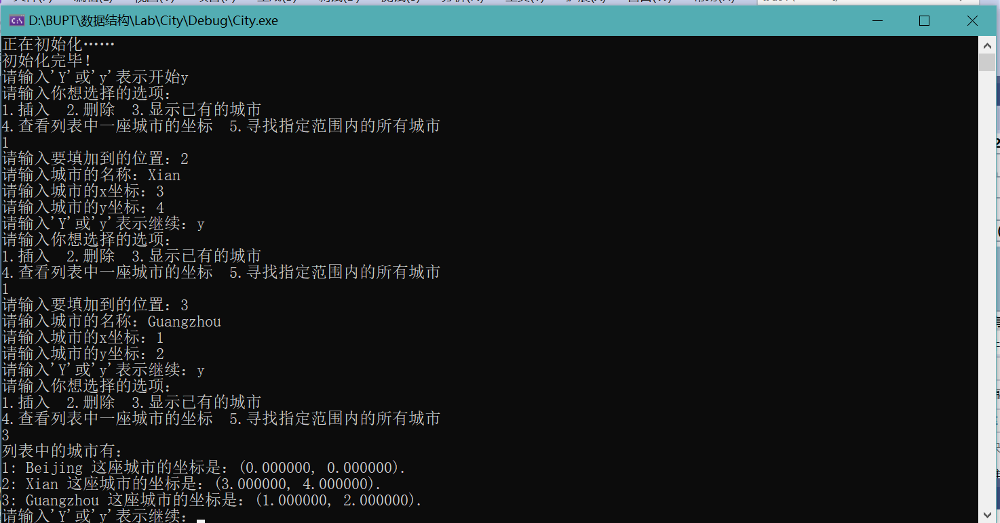 D:\BUPT\数据结构\Lab\City\Debug\City.exe
正在初始化……
初始化完毕!
请输入'Y'或'y'表示开始y
请输入你想选择的选项:
1.插入  2.删除  3.显示已有的城市
4.查看列表中一座城市的坐标  5.寻找指定范围内的所有城市
1
请输入要填加到的位置: 2
请输入城市的名称: Xian
请输入城市的x坐标: 3
请输入城市的y坐标: 4
请输入'Y'或'y'表示继续: y
请输入你想选择的选项:
1.插入  2.删除  3.显示已有的城市
4.查看列表中一座城市的坐标  5.寻找指定范围内的所有城市
1
请输入要填加到的位置: 3
请输入城市的名称: Guangzhou
请输入城市的x坐标: 1
请输入城市的y坐标: 2
请输入'Y'或'y'表示继续: y
请输入你想选择的选项:
1.插入  2.删除  3.显示已有的城市
4.查看列表中一座城市的坐标  5.寻找指定范围内的所有城市
3
列表中的城市有:
1: Beijing 这座城市的坐标是: (0.000000, 0.000000).
2: Xian 这座城市的坐标是: (3.000000, 4.000000).
3: Guangzhou 这座城市的坐标是: (1.000000, 2.000000).
请输入'Y'或'y'表示继续: